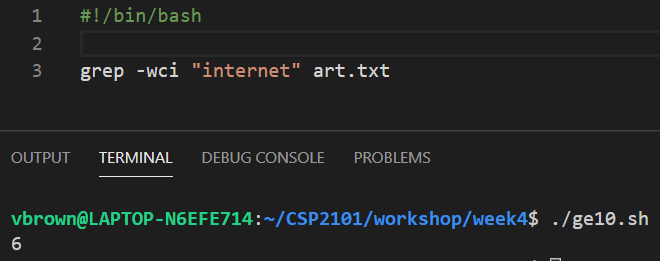 1 #!/bin/bash
2
3 grep -wci "internet" art.txt
OUTPUT TERMINAL DEBUG CONSOLE PROBLEMS
vbrown@LAPTOP-N6EFE714:~/CSP2101/workshop/week4$ ./ge10.sh
6